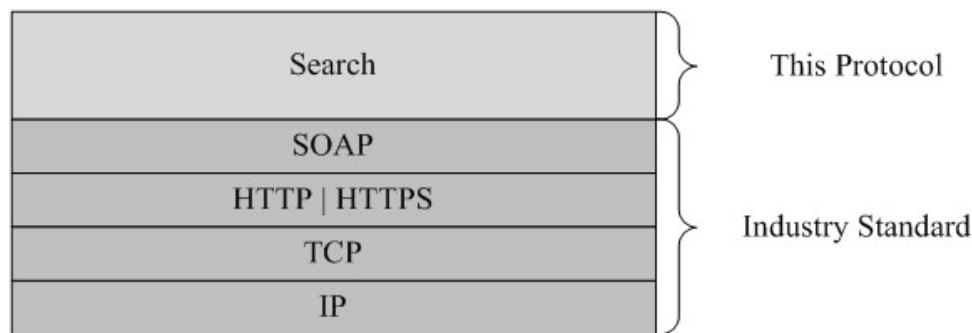 Search
This Protocol
SOAP
HTTP | HTTPS
Industry Standard
TCP
IP